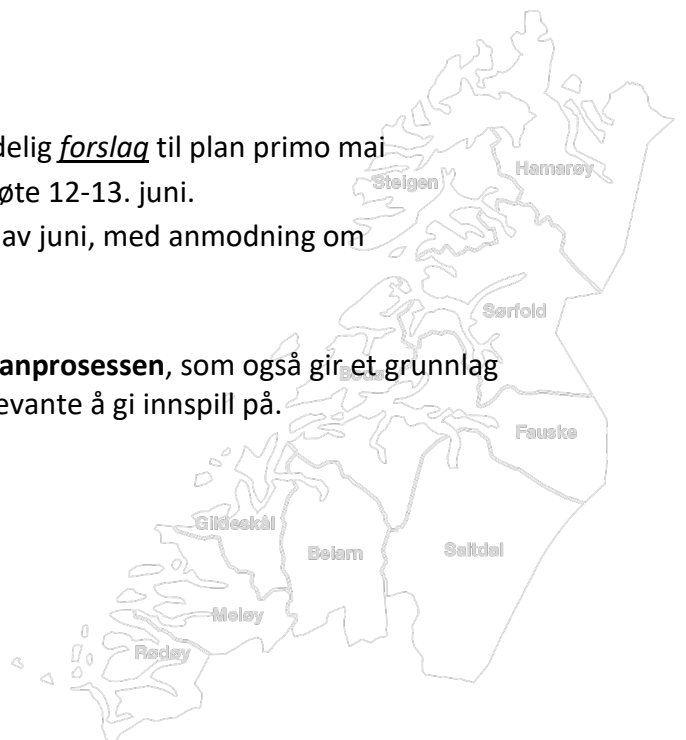 delig forslag til plan primo mai
øte 12-13. juni.
av juni, med anmodning om
anprosessen, som også gir et grunnlag
evante å gi innspill på.
Steigen
Hamarøy
Sørfold
Bodø
Fauske
Gildeskål
Beiarn
Saltdal
Meløy
Rødøy